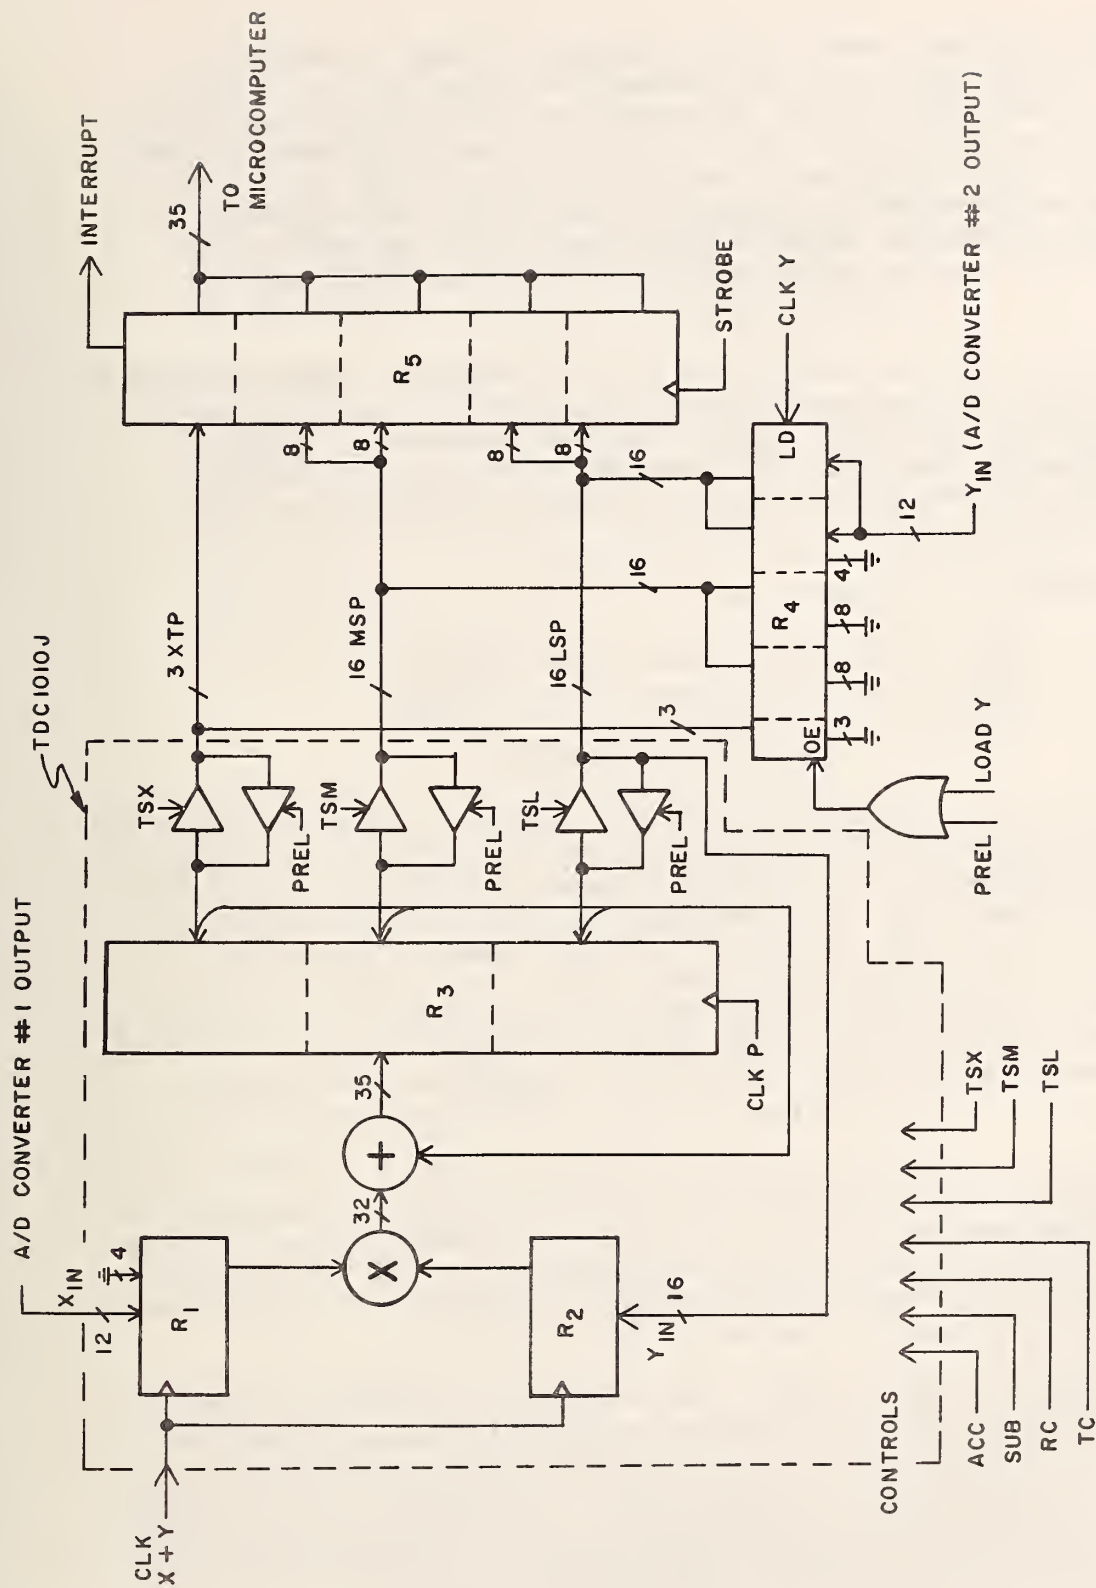 A/D CONVERTER #1 OUTPUT
TDC1010J
INTERRUPT
CLK
X+Y
X IN
12
4
R1
X
32
+
35
R2
Y IN
16
R3
CLK P
TSX
PREL
TSM
PREL
TSL
PREL
3 XTP
16 MSP
16 LSP
3
16
16
8
8
8
8
R5
35
TO
MICROCOMPUTER
STROBE
OE
R4
LD
CLK Y
3
8
8
4
12
Y IN (A/D CONVERTER #2 OUTPUT)
PREL
LOAD Y
CONTROLS
ACC
SUB
RC
TC
TSL
TSM
TSX